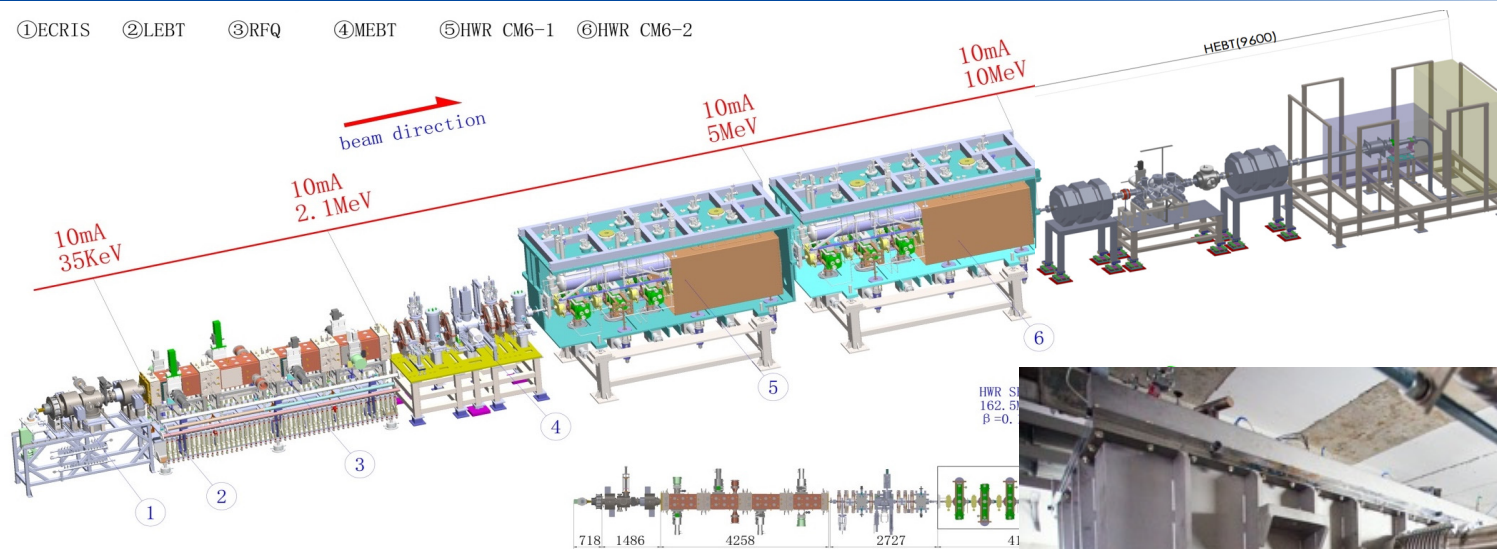 ①ECRIS ②LEBT ③RFQ ④MEBT ⑤HWR CM6-1 ⑥HWR CM6-2
HEBT(9600)
10mA
10MeV
10mA
5MeV
beam direction
10mA
2.1MeV
10mA
35KeV
6
5
4
3
2
1
HWR
162.5
β=0.
718 1486 4258 2727 41